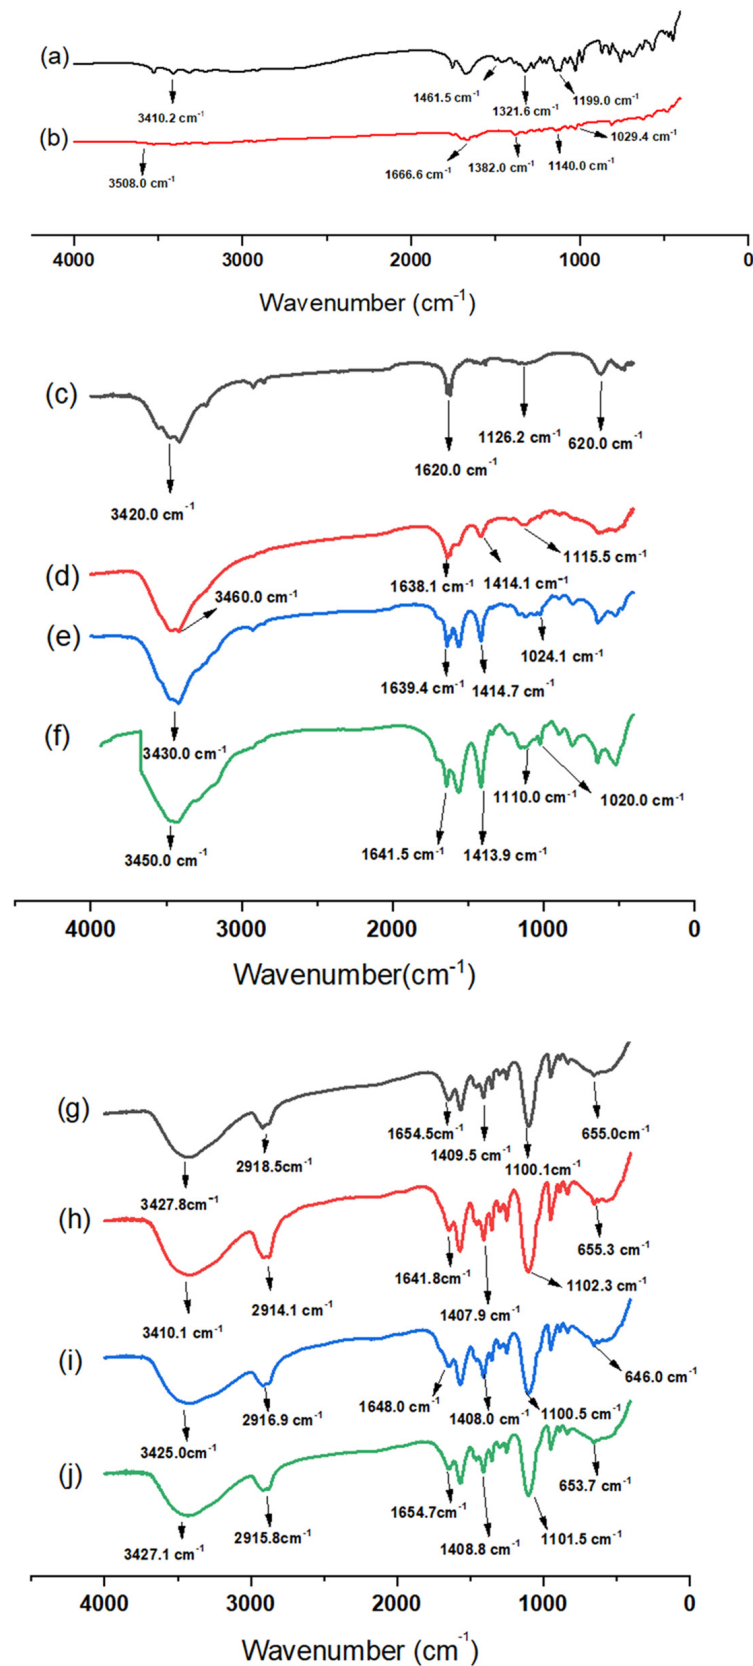 (a)
3410.2 cm⁻¹
1461.5 cm⁻¹
1321.6 cm⁻¹
1199.0 cm⁻¹
(b)
3508.0 cm⁻¹
1666.6 cm⁻¹
1382.0 cm⁻¹
1140.0 cm⁻¹
1029.4 cm⁻¹
4000 3000 2000 1000 0
Wavenumber (cm⁻¹)
(c)
3420.0 cm⁻¹
1620.0 cm⁻¹
1126.2 cm⁻¹
620.0 cm⁻¹
(d)
3460.0 cm⁻¹
1638.1 cm⁻¹
1414.1 cm⁻¹
1115.5 cm⁻¹
(e)
3430.0 cm⁻¹
1639.4 cm⁻¹
1414.7 cm⁻¹
1024.1 cm⁻¹
(f)
3450.0 cm⁻¹
1641.5 cm⁻¹
1413.9 cm⁻¹
1110.0 cm⁻¹
1020.0 cm⁻¹
4000 3000 2000 1000 0
Wavenumber(cm⁻¹)
(g)
3427.8cm⁻¹
2918.5cm⁻¹
1654.5cm⁻¹
1409.5 cm⁻¹
1100.1cm⁻¹
655.0cm⁻¹
(h)
3410.1 cm⁻¹
2914.1 cm⁻¹
1641.8cm⁻¹
1407.9 cm⁻¹
1102.3 cm⁻¹
655.3 cm⁻¹
(i)
3425.0cm⁻¹
2916.9 cm⁻¹
1648.0 cm⁻¹
1408.0 cm⁻¹
1100.5 cm⁻¹
646.0 cm⁻¹
(j)
3427.1 cm⁻¹
2915.8cm⁻¹
1654.7cm⁻¹
1408.8 cm⁻¹
1101.5 cm⁻¹
653.7 cm⁻¹
4000 3000 2000 1000 0
Wavenumber (cm⁻¹)